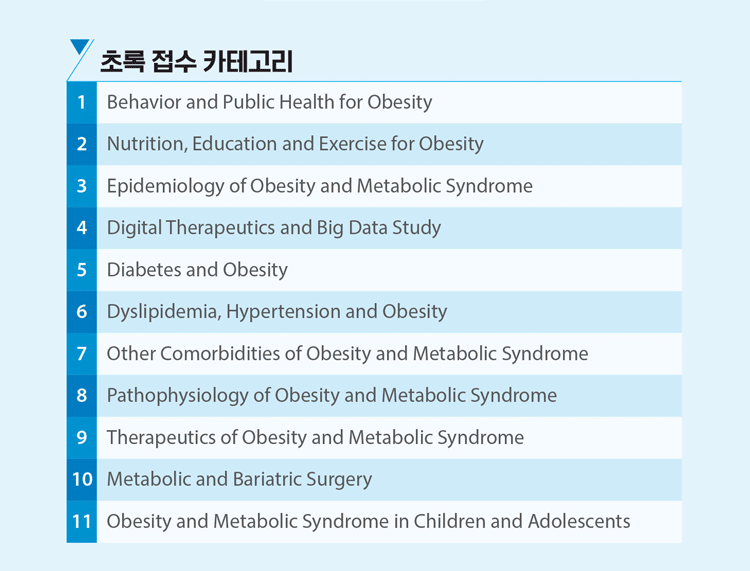 초록 접수 카테고리
1 Behavior and Public Health for Obesity
2 Nutrition, Education and Exercise for Obesity
3 Epidemiology of Obesity and Metabolic Syndrome
4 Digital Therapeutics and Big Data Study
5 Diabetes and Obesity
6 Dyslipidemia, Hypertension and Obesity
7 Other Comorbidities of Obesity and Metabolic Syndrome
8 Pathophysiology of Obesity and Metabolic Syndrome
9 Therapeutics of Obesity and Metabolic Syndrome
10 Metabolic and Bariatric Surgery
11 Obesity and Metabolic Syndrome in Children and Adolescents